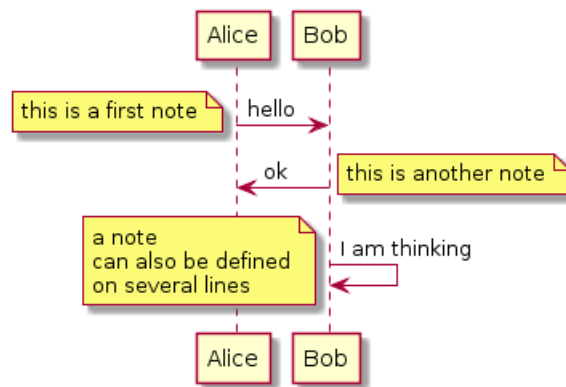 Alice
Bob
this is a first note
hello
ok
this is another note
a note
can also be defined
on several lines
I am thinking
Alice
Bob